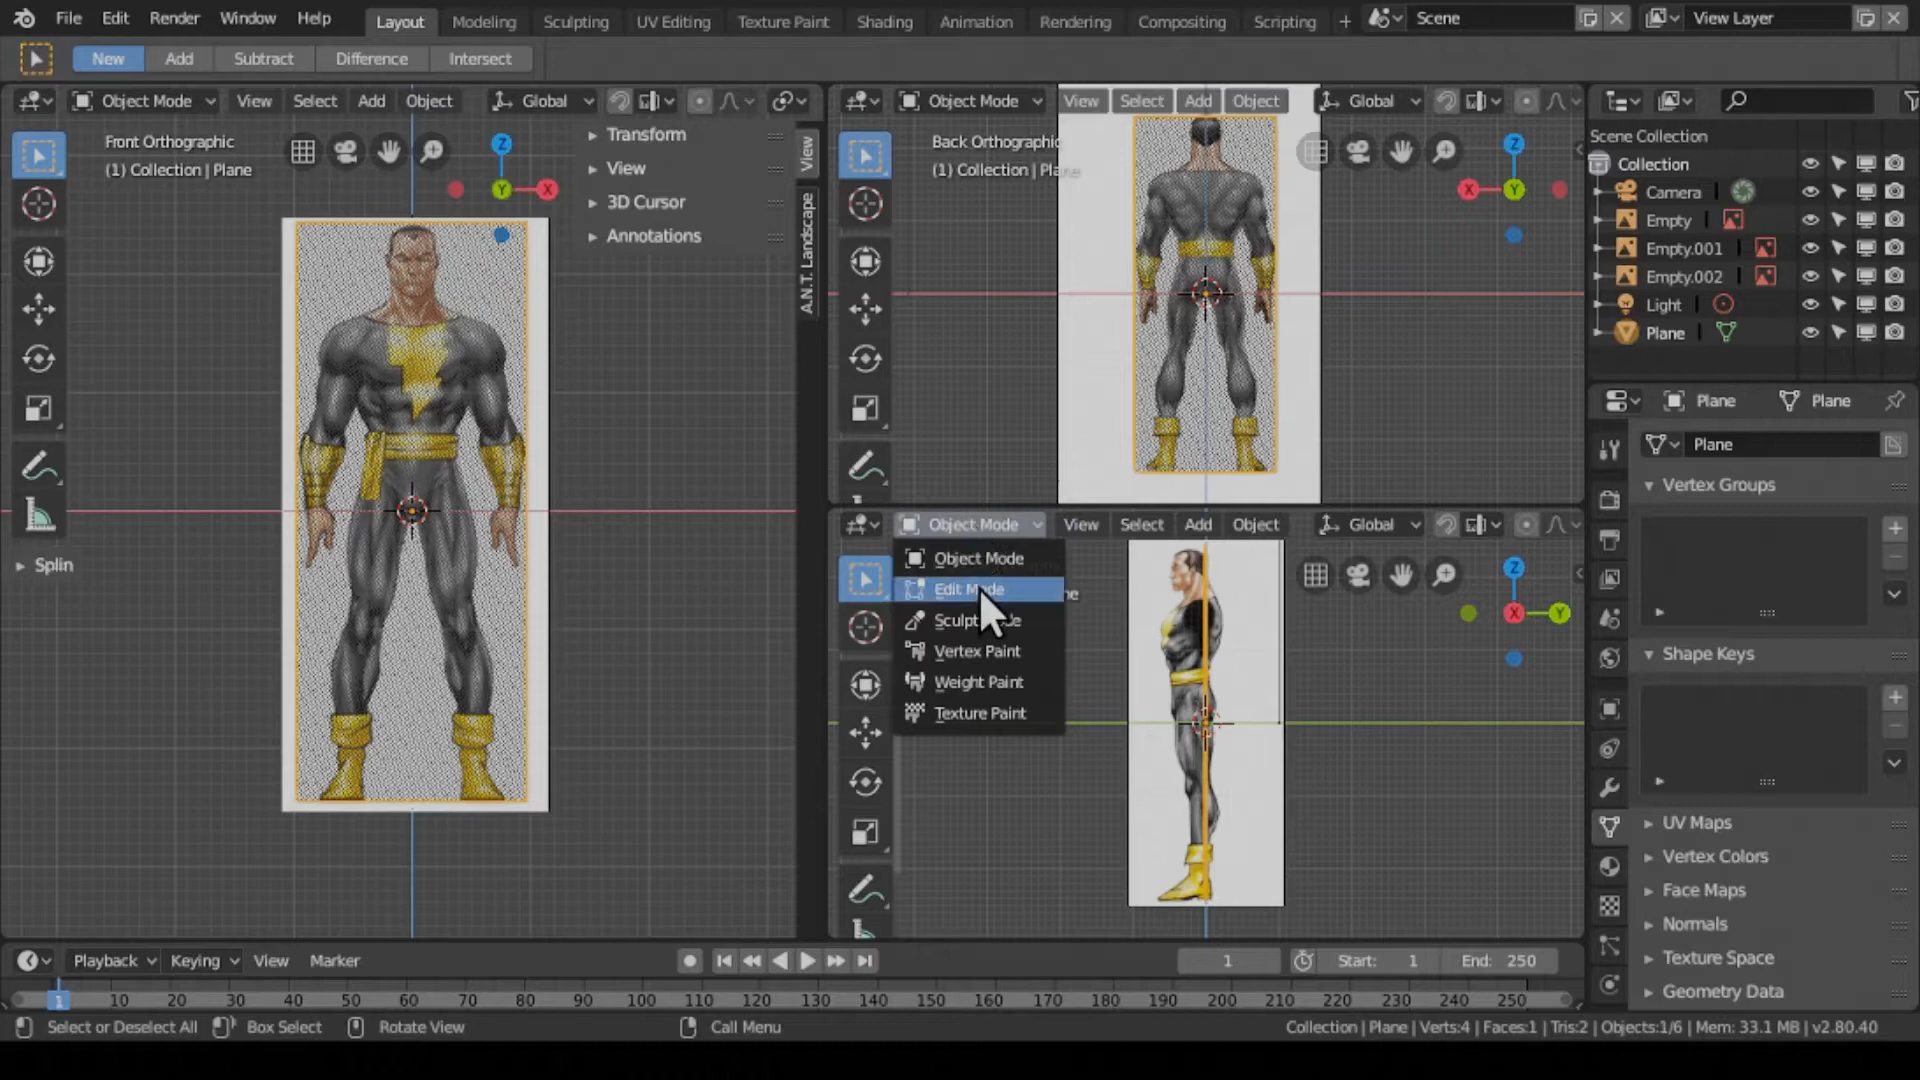 File Edit Render Window Help Layout Modeling Sculpting UV Editing Texture Paint Shading Animation Rendering Compositing Scripting + Scene View Layer
New Add Subtract Difference Intersect
Object Mode View Select Add Object Global
Front Orthographic
(1) Collection | Plane
Z
Y
X
Transform
View
3D Cursor
Annotations
View
A.N.T. Landscape
Splin
Object Mode View Select Add Object Global
Back Orthographic
(1) Collection | Plane
Z
X
Y
Object Mode View Select Add Object Global
Object Mode
Edit Mode
Sculpt
Vertex Paint
Weight Paint
Texture Paint
Z
X
Y
Scene Collection
Collection
Camera
Empty
Empty.001
Empty.002
Light
Plane
Plane Plane
Plane
Vertex Groups
Shape Keys
UV Maps
Vertex Colors
Face Maps
Normals
Texture Space
Geometry Data
Playback Keying View Marker 1 Start: 1 End: 250
1 10 20 30 40 50 60 70 80 90 100 110 120 130 140 150 160 170 180 190 200 210 220 230 240 250
Select or Deselect All Box Select Rotate View Call Menu Collection | Plane | Verts:4 | Faces:1 | Tris:2 | Objects:1/6 | Mem: 33.1 MB | v2.80.40